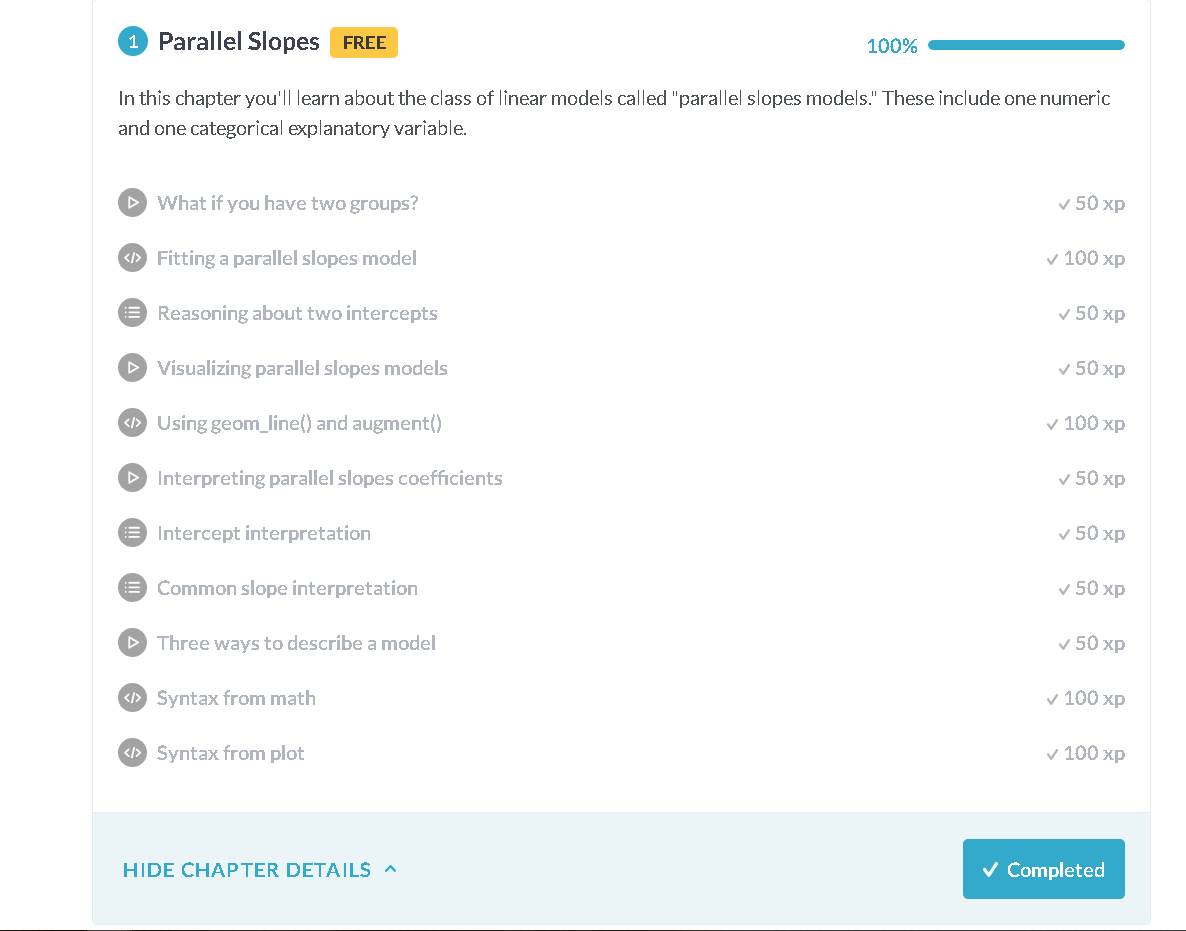 1 Parallel Slopes FREE 100%
In this chapter you'll learn about the class of linear models called "parallel slopes models." These include one numeric
and one categorical explanatory variable.
What if you have two groups? 50 xp
Fitting a parallel slopes model 100 xp
Reasoning about two intercepts 50 xp
Visualizing parallel slopes models 50 xp
Using geom_line() and augment() 100 xp
Interpreting parallel slopes coefficients 50 xp
Intercept interpretation 50 xp
Common slope interpretation 50 xp
Three ways to describe a model 50 xp
Syntax from math 100 xp
Syntax from plot 100 xp
HIDE CHAPTER DETAILS Completed